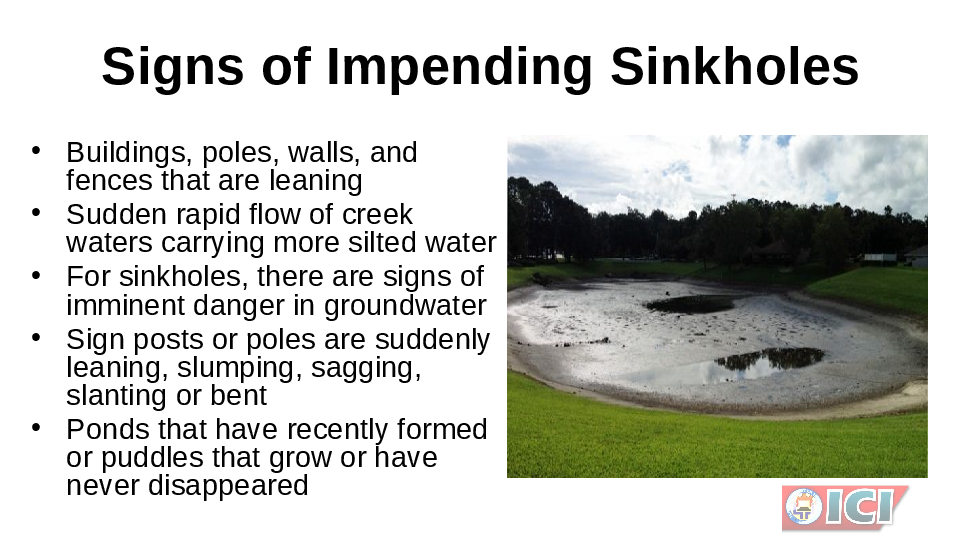 Signs of Impending Sinkholes
• Buildings, poles, walls, and
fences that are leaning
• Sudden rapid flow of creek
waters carrying more silted water
• For sinkholes, there are signs of
imminent danger in groundwater
• Sign posts or poles are suddenly
leaning, slumping, sagging,
slanting or bent
• Ponds that have recently formed
or puddles that grow or have
never disappeared
ICI